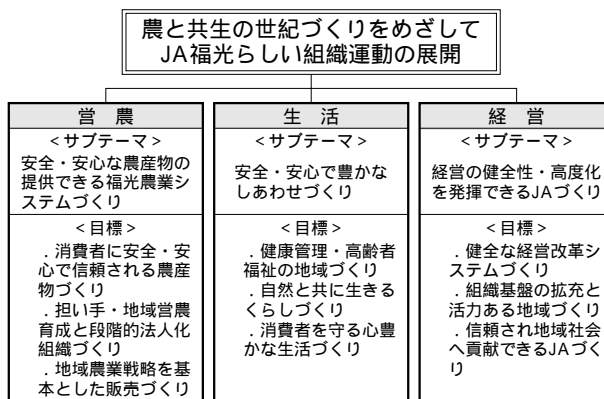 農と共生の世紀づくりをめざして
JA福光らしい組織運動の展開
営 農
<サブテーマ>
安全・安心な農産物の
提供できる福光農業シ
ステムづくり
<目標>
．消費者に安全・安
心で信頼される農産
物づくり
．担い手・地域営農
育成と段階的法人化
組織づくり
．地域農業戦略を基
本とした販売づくり
生 活
<サブテーマ>
安全・安心で豊かな
しあわせづくり
<目標>
．健康管理・高齢者
福祉の地域づくり
．自然と共に生きる
くらしづくり
．消費者を守る心豊
かな生活づくり
経 営
<サブテーマ>
経営の健全性・高度化
を発揮できるJAづくり
<目標>
．健全な経営改革シ
ステムづくり
．組織基盤の拡充と
活力ある地域づくり
．信頼され地域社会
へ貢献できるJAづく
り